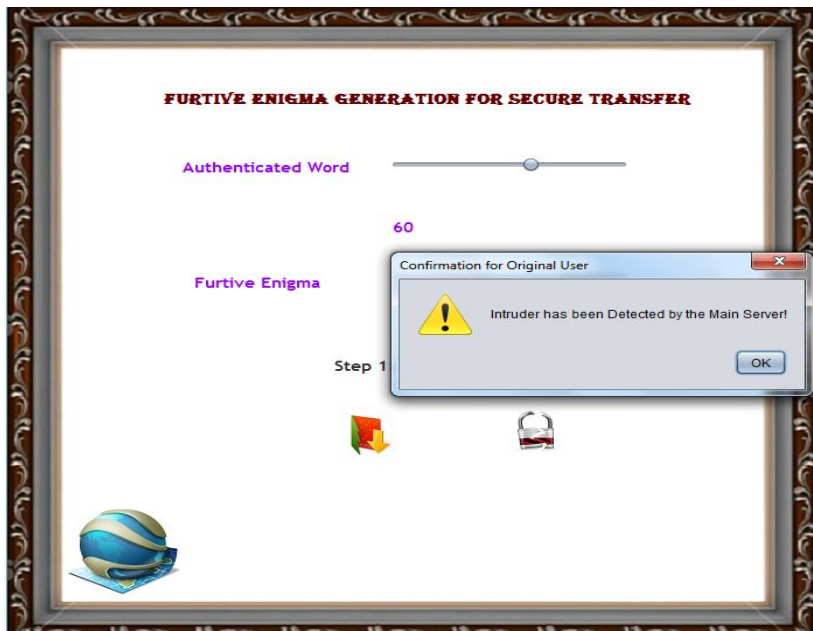 FURTIVE ENIGMA GENERATION FOR SECURE TRANSFER
Authenticated Word
60
Confirmation for Original User
Furtive Enigma
Intruder has been Detected by the Main Server!
OK
Step 1